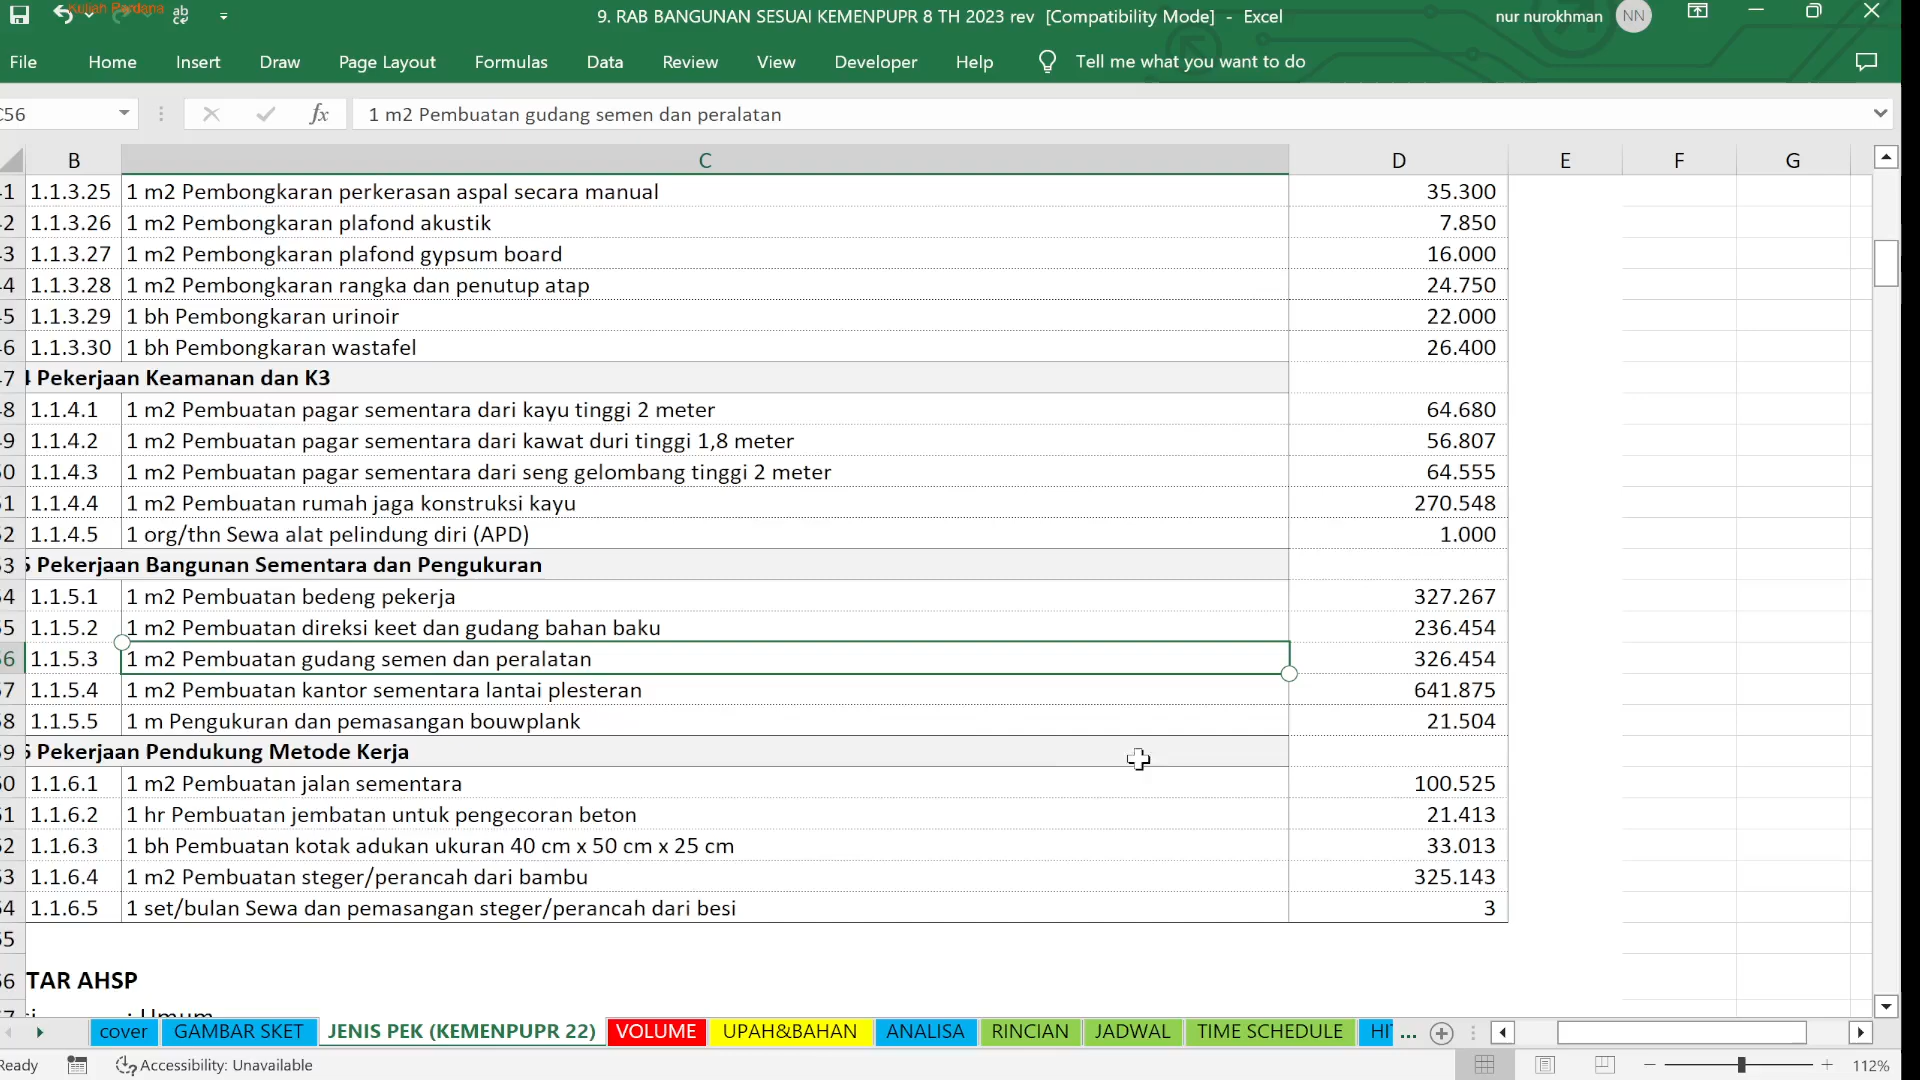 Kuliah Perdana
9. RAB BANGUNAN SESUAI KEMENPUPR 8 TH 2023 rev [Compatibility Mode] - Excel
nur nurokhman NN
File Home Insert Draw Page Layout Formulas Data Review View Developer Help Tell me what you want to do
C56 fx 1 m2 Pembuatan gudang semen dan peralatan
B C D E F G
1.1.3.25 1 m2 Pembongkaran perkerasan aspal secara manual 35.300
1.1.3.26 1 m2 Pembongkaran plafond akustik 7.850
1.1.3.27 1 m2 Pembongkaran plafond gypsum board 16.000
1.1.3.28 1 m2 Pembongkaran rangka dan penutup atap 24.750
1.1.3.29 1 bh Pembongkaran urinoir 22.000
1.1.3.30 1 bh Pembongkaran wastafel 26.400
Pekerjaan Keamanan dan K3
1.1.4.1 1 m2 Pembuatan pagar sementara dari kayu tinggi 2 meter 64.680
1.1.4.2 1 m2 Pembuatan pagar sementara dari kawat duri tinggi 1,8 meter 56.807
1.1.4.3 1 m2 Pembuatan pagar sementara dari seng gelombang tinggi 2 meter 64.555
1.1.4.4 1 m2 Pembuatan rumah jaga konstruksi kayu 270.548
1.1.4.5 1 org/thn Sewa alat pelindung diri (APD) 1.000
Pekerjaan Bangunan Sementara dan Pengukuran
1.1.5.1 1 m2 Pembuatan bedeng pekerja 327.267
1.1.5.2 1 m2 Pembuatan direksi keet dan gudang bahan baku 236.454
1.1.5.3 1 m2 Pembuatan gudang semen dan peralatan 326.454
1.1.5.4 1 m2 Pembuatan kantor sementara lantai plesteran 641.875
1.1.5.5 1 m Pengukuran dan pemasangan bouwplank 21.504
Pekerjaan Pendukung Metode Kerja
1.1.6.1 1 m2 Pembuatan jalan sementara 100.525
1.1.6.2 1 hr Pembuatan jembatan untuk pengecoran beton 21.413
1.1.6.3 1 bh Pembuatan kotak adukan ukuran 40 cm x 50 cm x 25 cm 33.013
1.1.6.4 1 m2 Pembuatan steger/perancah dari bambu 325.143
1.1.6.5 1 set/bulan Sewa dan pemasangan steger/perancah dari besi 3
TAR AHSP
: Umum
cover GAMBAR SKET JENIS PEK (KEMENPUPR 22) VOLUME UPAH&BAHAN ANALISA RINCIAN JADWAL TIME SCHEDULE HI ...
Ready Accessibility: Unavailable 112%